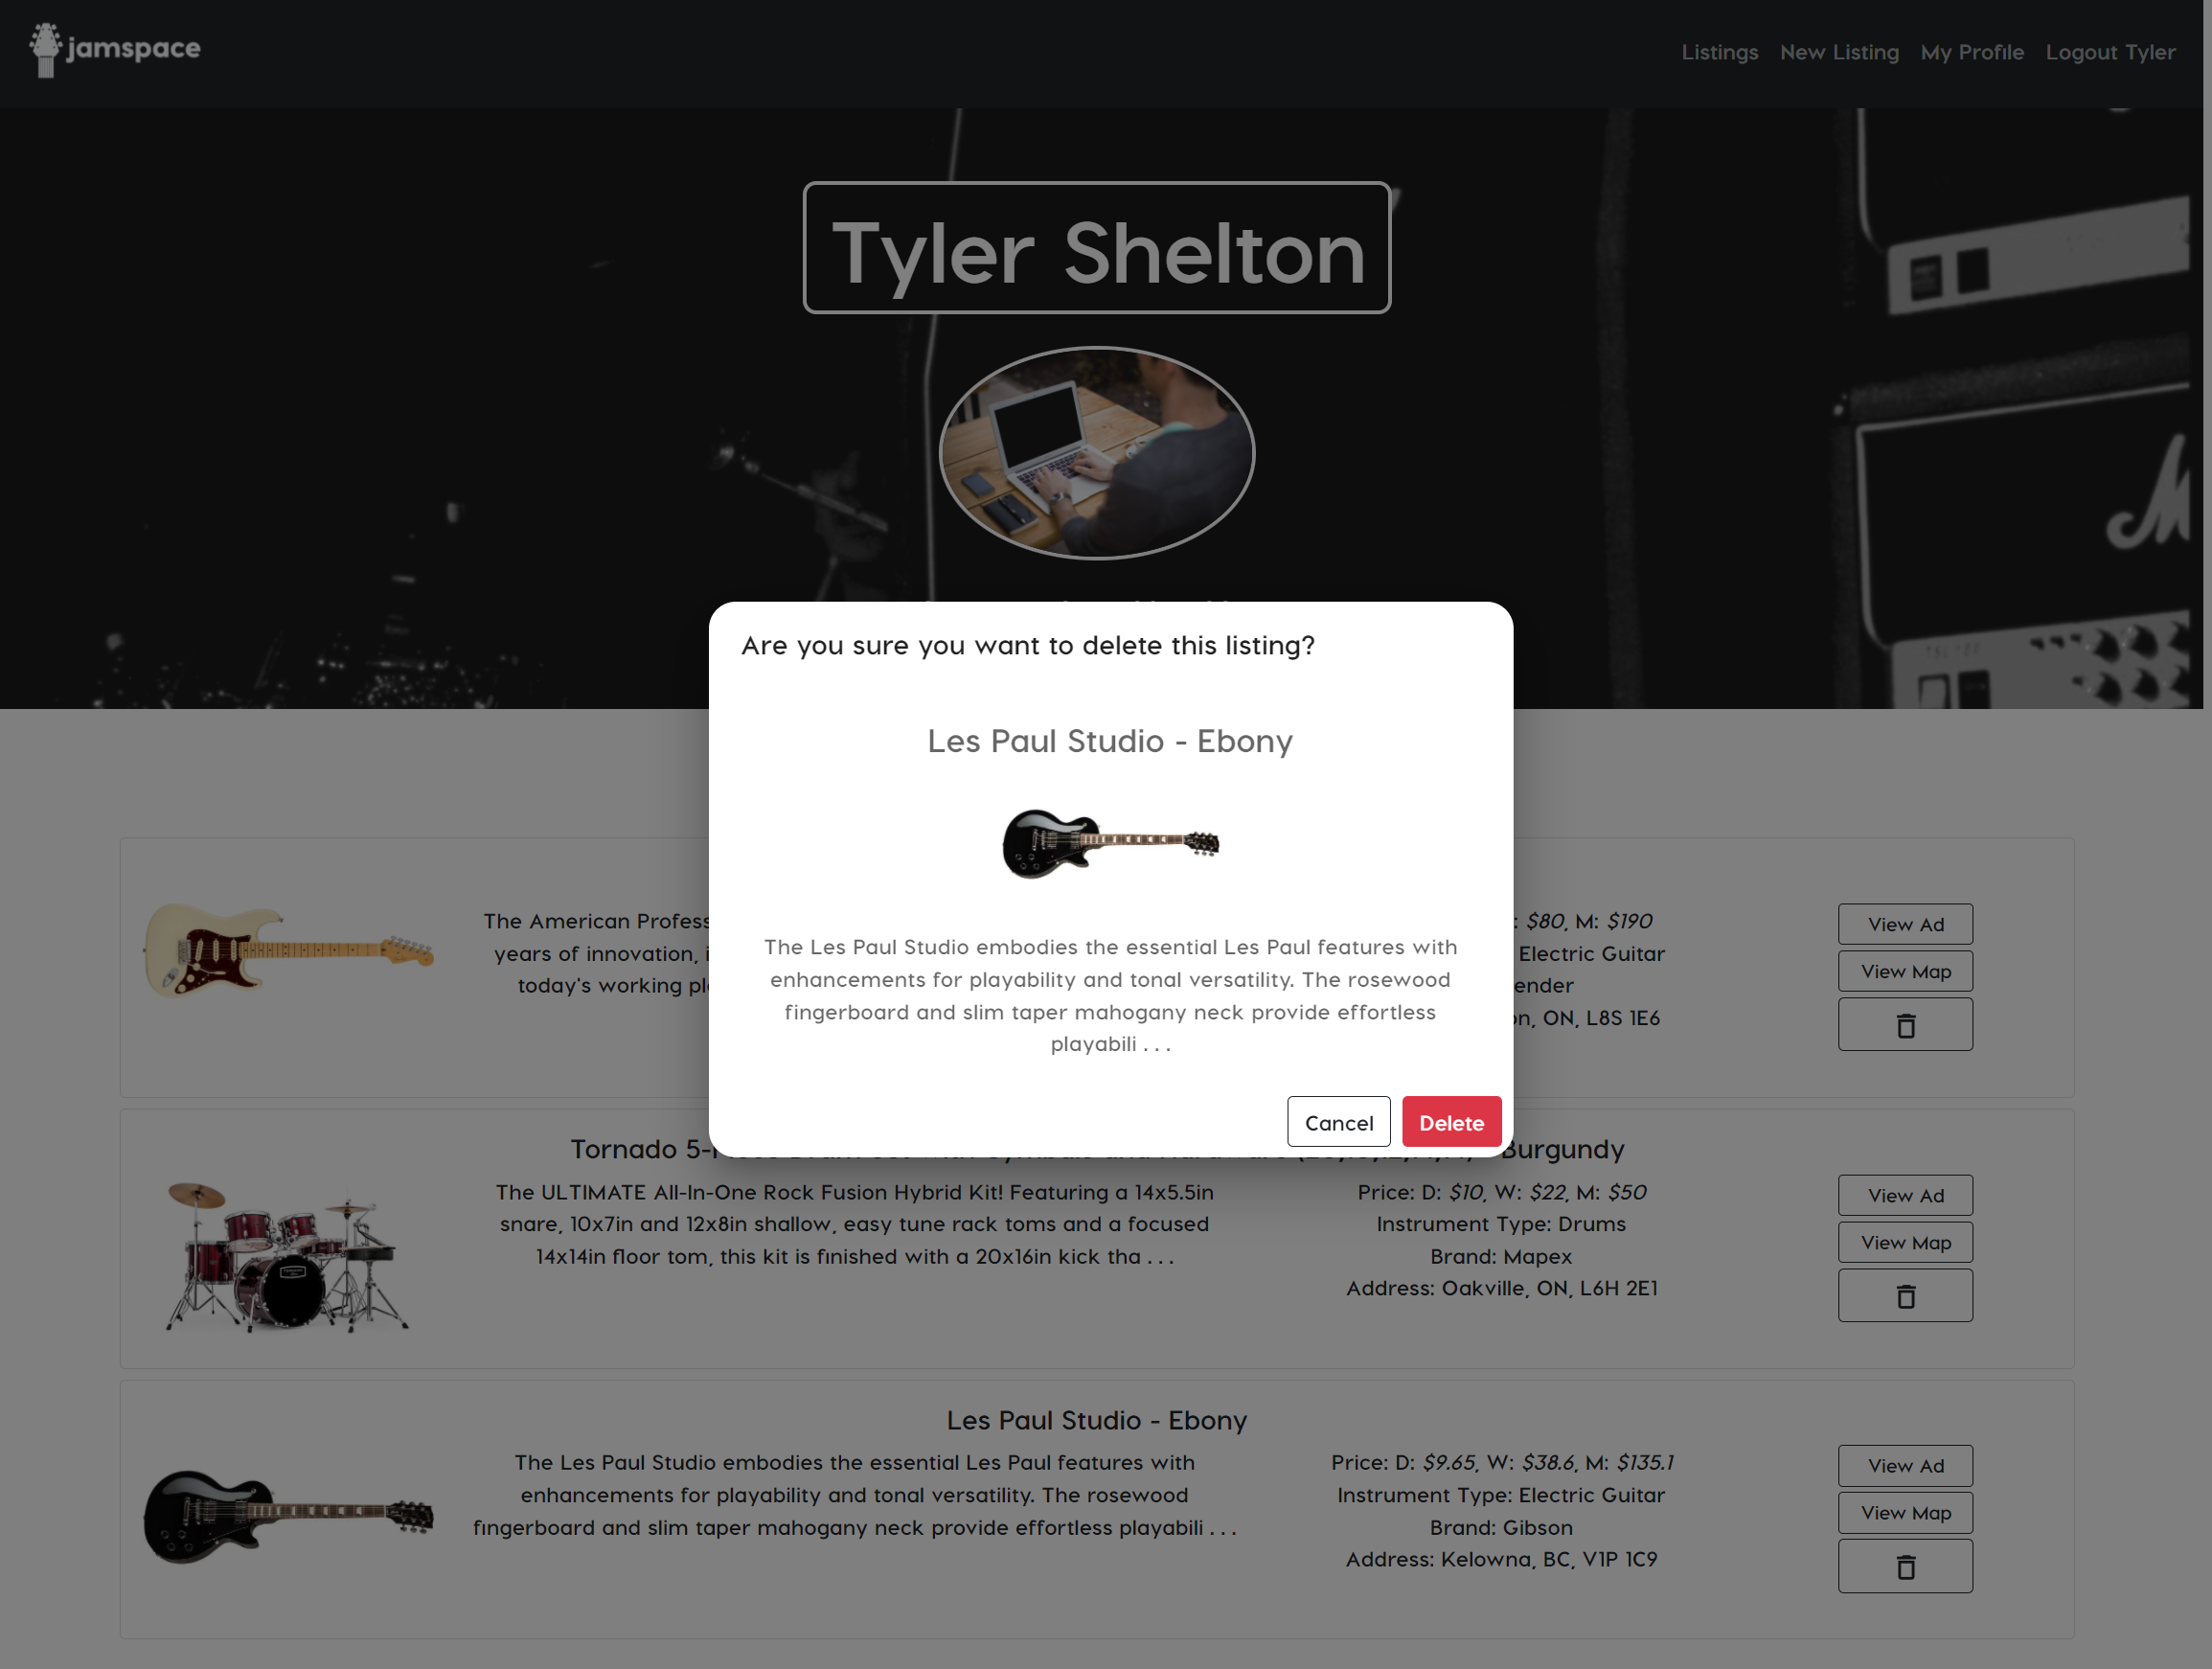 jamspace
Listings New Listing My Profile Logout Tyler
Tyler Shelton
Are you sure you want to delete this listing?
Les Paul Studio - Ebony
The Les Paul Studio embodies the essential Les Paul features with
enhancements for playability and tonal versatility. The rosewood
fingerboard and slim taper mahogany neck provide effortless
playabili . . .
Cancel Delete
The American Profess
years of innovation, i
today's working pl
: $80, M: $190
Electric Guitar
ender
on, ON, L8S 1E6
View Ad
View Map
Tornado 5- Burgundy
The ULTIMATE All-In-One Rock Fusion Hybrid Kit! Featuring a 14x5.5in
snare, 10x7in and 12x8in shallow, easy tune rack toms and a focused
14x14in floor tom, this kit is finished with a 20x16in kick tha . . .
Price: D: $10, W: $22, M: $50
Instrument Type: Drums
Brand: Mapex
Address: Oakville, ON, L6H 2E1
View Ad
View Map
Les Paul Studio - Ebony
The Les Paul Studio embodies the essential Les Paul features with
enhancements for playability and tonal versatility. The rosewood
fingerboard and slim taper mahogany neck provide effortless playabili . . .
Price: D: $9.65, W: $38.6, M: $135.1
Instrument Type: Electric Guitar
Brand: Gibson
Address: Kelowna, BC, V1P 1C9
View Ad
View Map